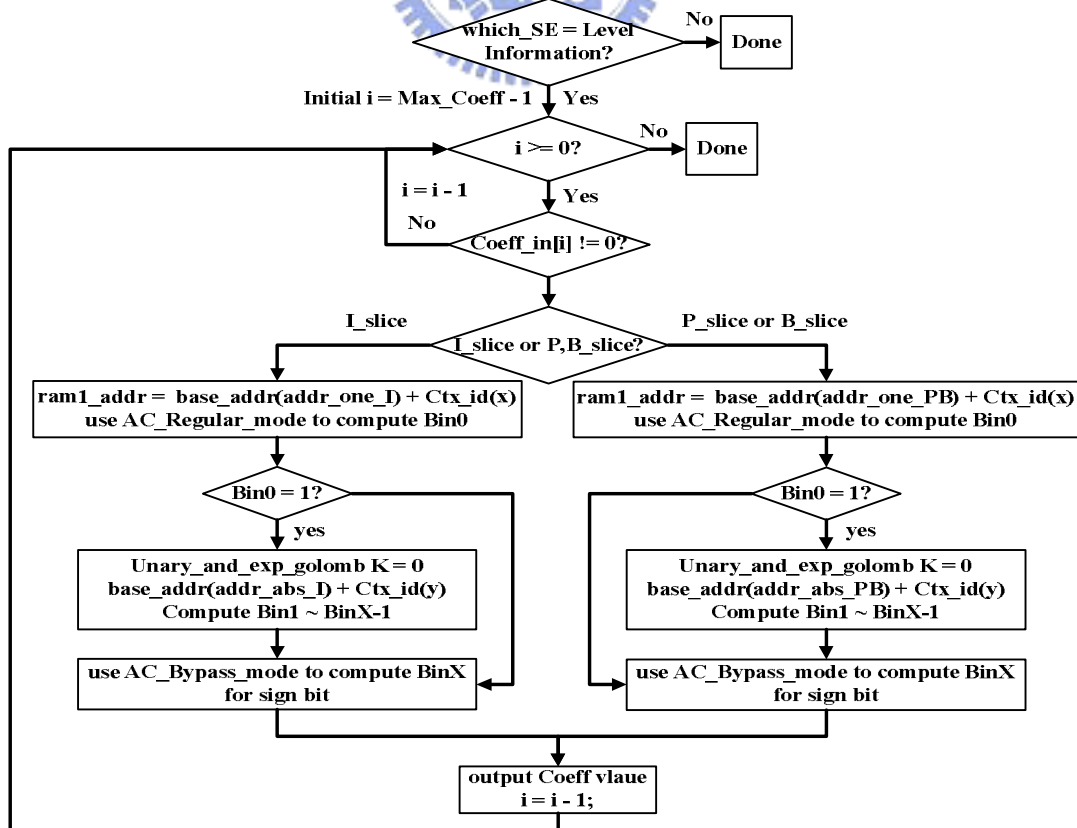 which_SE = Level
Information?
No
Done
Initial i = Max_Coeff - 1
Yes
i >= 0?
No
Done
i = i - 1
Yes
No
Coeff_in[i] != 0?
I_slice
P_slice or B_slice
I_slice or P,B_slice?
ram1_addr = base_addr(addr_one_I) + Ctx_id(x)
use AC_Regular_mode to compute Bin0
ram1_addr = base_addr(addr_one_PB) + Ctx_id(x)
use AC_Regular_mode to compute Bin0
Bin0 = 1?
Bin0 = 1?
yes
yes
Unary_and_exp_golomb K = 0
base_addr(addr_abs_I) + Ctx_id(y)
Compute Bin1 ~ BinX-1
Unary_and_exp_golomb K = 0
base_addr(addr_abs_PB) + Ctx_id(y)
Compute Bin1 ~ BinX-1
use AC_Bypass_mode to compute BinX
for sign bit
use AC_Bypass_mode to compute BinX
for sign bit
output Coeff vlaue
i = i - 1;